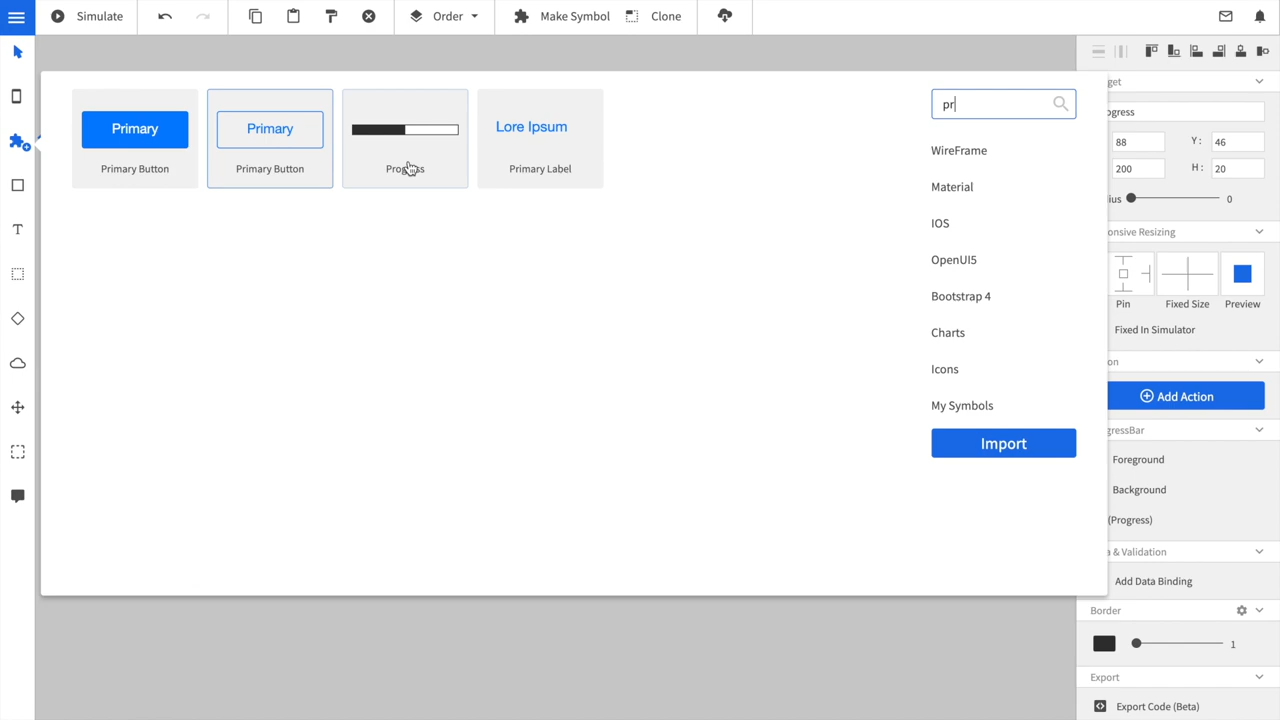 Simulate
Order
Make Symbol
Clone
Primary
Primary Button
Primary
Primary Button
Progress
Lore Ipsum
Primary Label
pr
WireFrame
Material
IOS
OpenUI5
Bootstrap 4
Charts
Icons
My Symbols
Import
get
ogress
88
Y :
46
200
H :
20
ius
0
onsive Resizing
Pin
Fixed Size
Preview
Fixed In Simulator
on
Add Action
gressBar
Foreground
Background
(Progress)
a & Validation
Add Data Binding
Border
1
Export
Export Code (Beta)